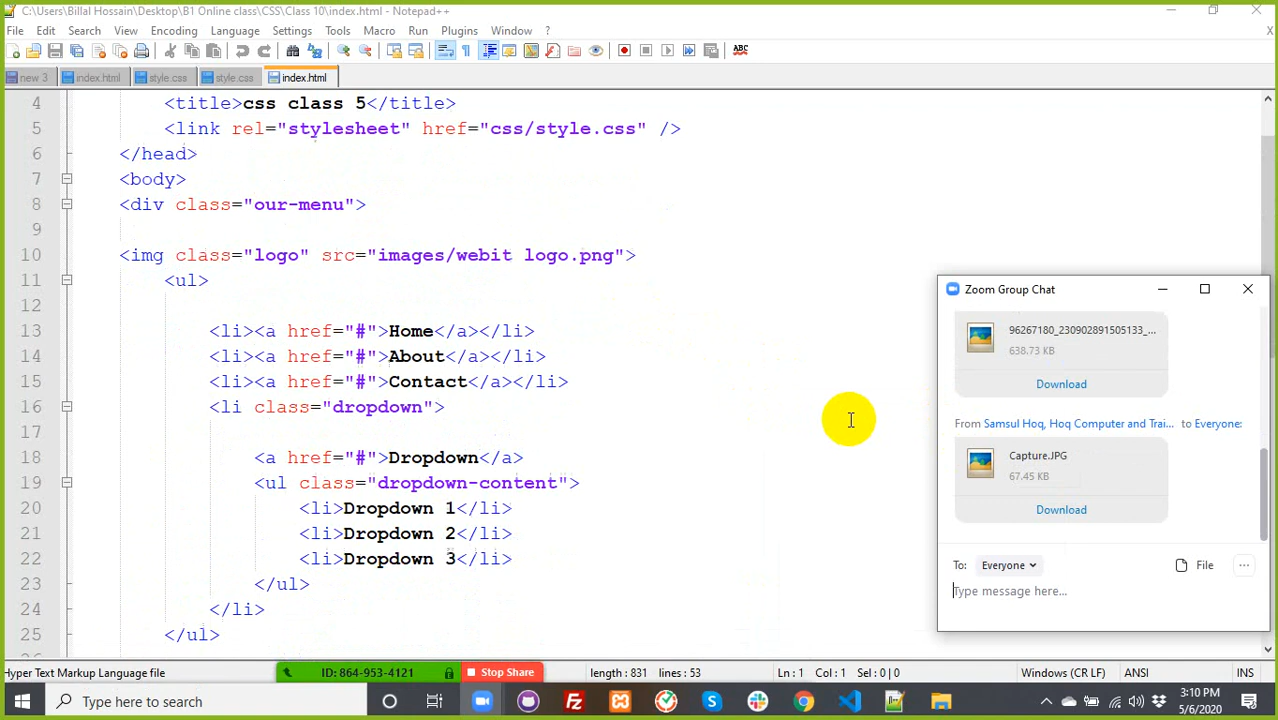 C:\Users\Billal Hossain\Desktop\B1 Online class\CSS\Class 10\index.html - Notepad++
File Edit Search View Encoding Language Settings Tools Macro Run Plugins Window ? X
ABC
new 3 index.html style.css style.css index.html
4 <title>css class 5</title>
5 <link rel="stylesheet" href="css/style.css" />
6 </head>
7 <body>
8 <div class="our-menu">
9
10 <img class="logo" src="images/webit logo.png">
11 <ul>
12
13 <li><a href="#">Home</a></li>
14 <li><a href="#">About</a></li>
15 <li><a href="#">Contact</a></li>
16 <li class="dropdown">
17
18 <a href="#">Dropdown</a>
19 <ul class="dropdown-content">
20 <li>Dropdown 1</li>
21 <li>Dropdown 2</li>
22 <li>Dropdown 3</li>
23 </ul>
24 </li>
25 </ul>
Zoom Group Chat
96267180_230902891505133_...
638.73 KB
Download
From Samsul Hoq, Hoq Computer and Trai... to Everyone:
Capture.JPG
67.45 KB
Download
To: Everyone File ...
Type message here...
Hyper Text Markup Language file ID: 864-953-4121 Stop Share length : 831 lines : 53 Ln : 1 Col : 1 Sel : 0 | 0 Windows (CR LF) ANSI INS
Type here to search
3:10 PM
5/6/2020